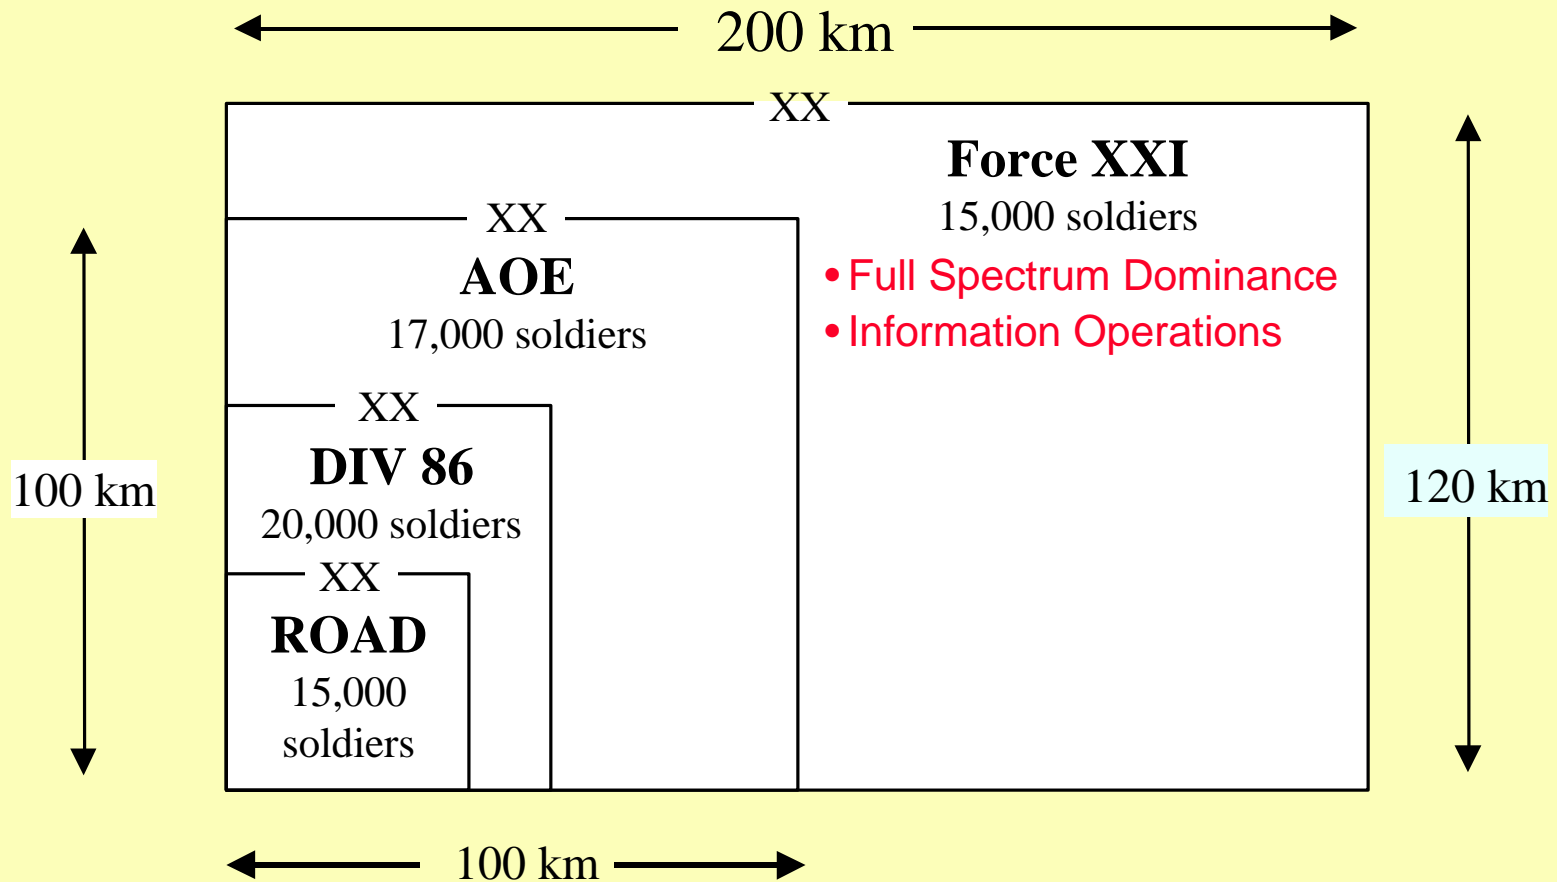 200 km
XX
Force XXI
15,000 soldiers
• Full Spectrum Dominance
• Information Operations
XX
AOE
17,000 soldiers
XX
DIV 86
20,000 soldiers
XX
ROAD
15,000
soldiers
100 km
120 km
100 km